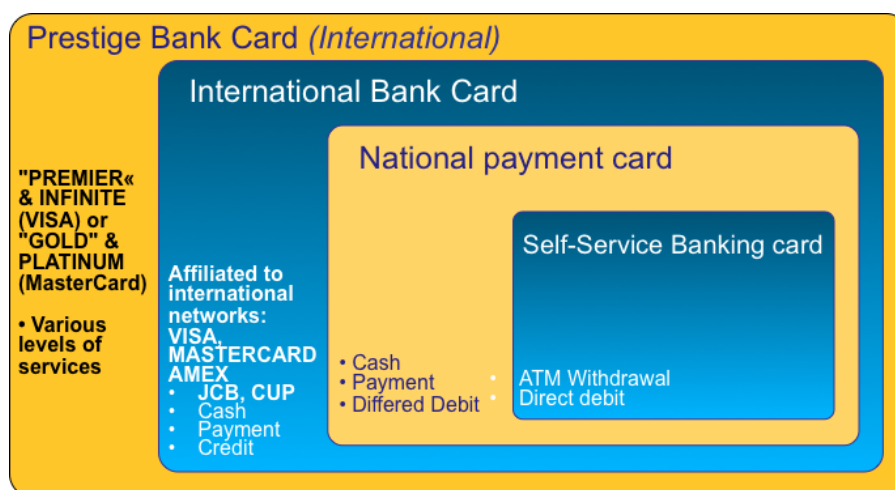 Prestige Bank Card (International)
International Bank Card
National payment card
Self-Service Banking card
"PREMIER«
& INFINITE
(VISA) or
"GOLD" &
PLATINUM
(MasterCard)
• Various
levels of
services
Affiliated to
international
networks:
VISA,
MASTERCARD
AMEX
• JCB, CUP
• Cash
• Payment
• Credit
• Cash
• Payment
• Differed Debit
• ATM Withdrawal
• Direct debit